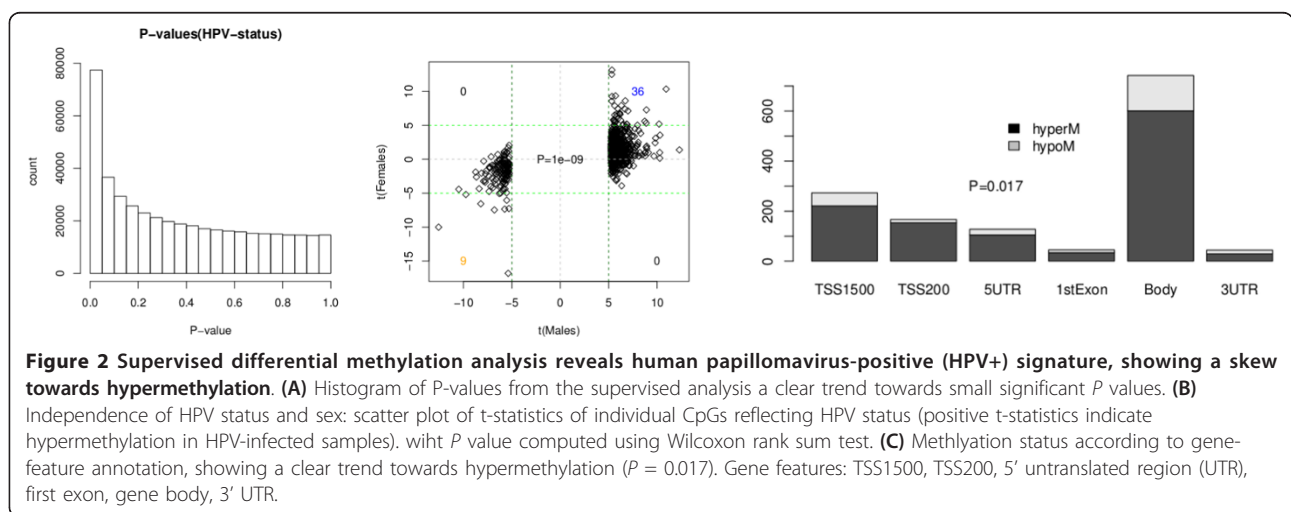 P-values(HPV-status)
count
0 20000 40000 60000 80000
0.0 0.2 0.4 0.6 0.8 1.0
P-value
t(Females)
-15 -10 -5 0 5 10
0 36
P=1e-09
9 0
-10 -5 0 5 10
t(Males)
0 200 400 600
hyperM
hypoM
P=0.017
TSS1500 TSS200 5UTR 1stExon Body 3UTR
Figure 2 Supervised differential methylation analysis reveals human papillomavirus-positive (HPV+) signature, showing a skew
towards hypermethylation. (A) Histogram of P-values from the supervised analysis a clear trend towards small significant P values. (B)
Independence of HPV status and sex: scatter plot of t-statistics of individual CpGs reflecting HPV status (positive t-statistics indicate
hypermethylation in HPV-infected samples). wiht P value computed using Wilcoxon rank sum test. (C) Methlyation status according to gene-
feature annotation, showing a clear trend towards hypermethylation (P = 0.017). Gene features: TSS1500, TSS200, 5’ untranslated region (UTR),
first exon, gene body, 3’ UTR.